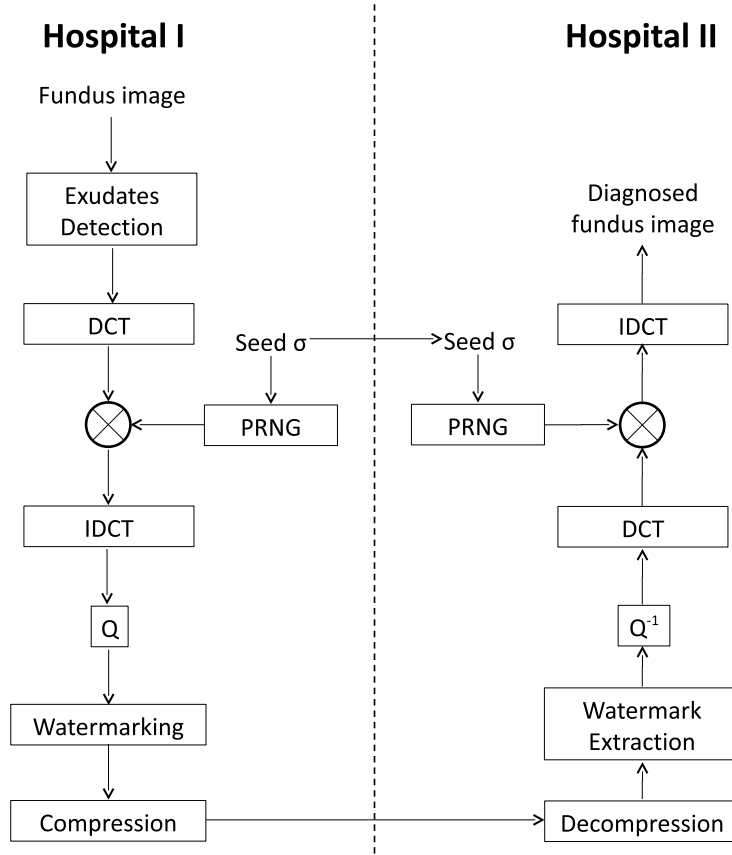 Hospital I
Fundus image
Exudates
Detection
DCT
Seed σ
PRNG
IDCT
Q
Watermarking
Compression
Hospital II
Diagnosed
fundus image
IDCT
Seed σ
PRNG
DCT
Q⁻¹
Watermark
Extraction
Decompression